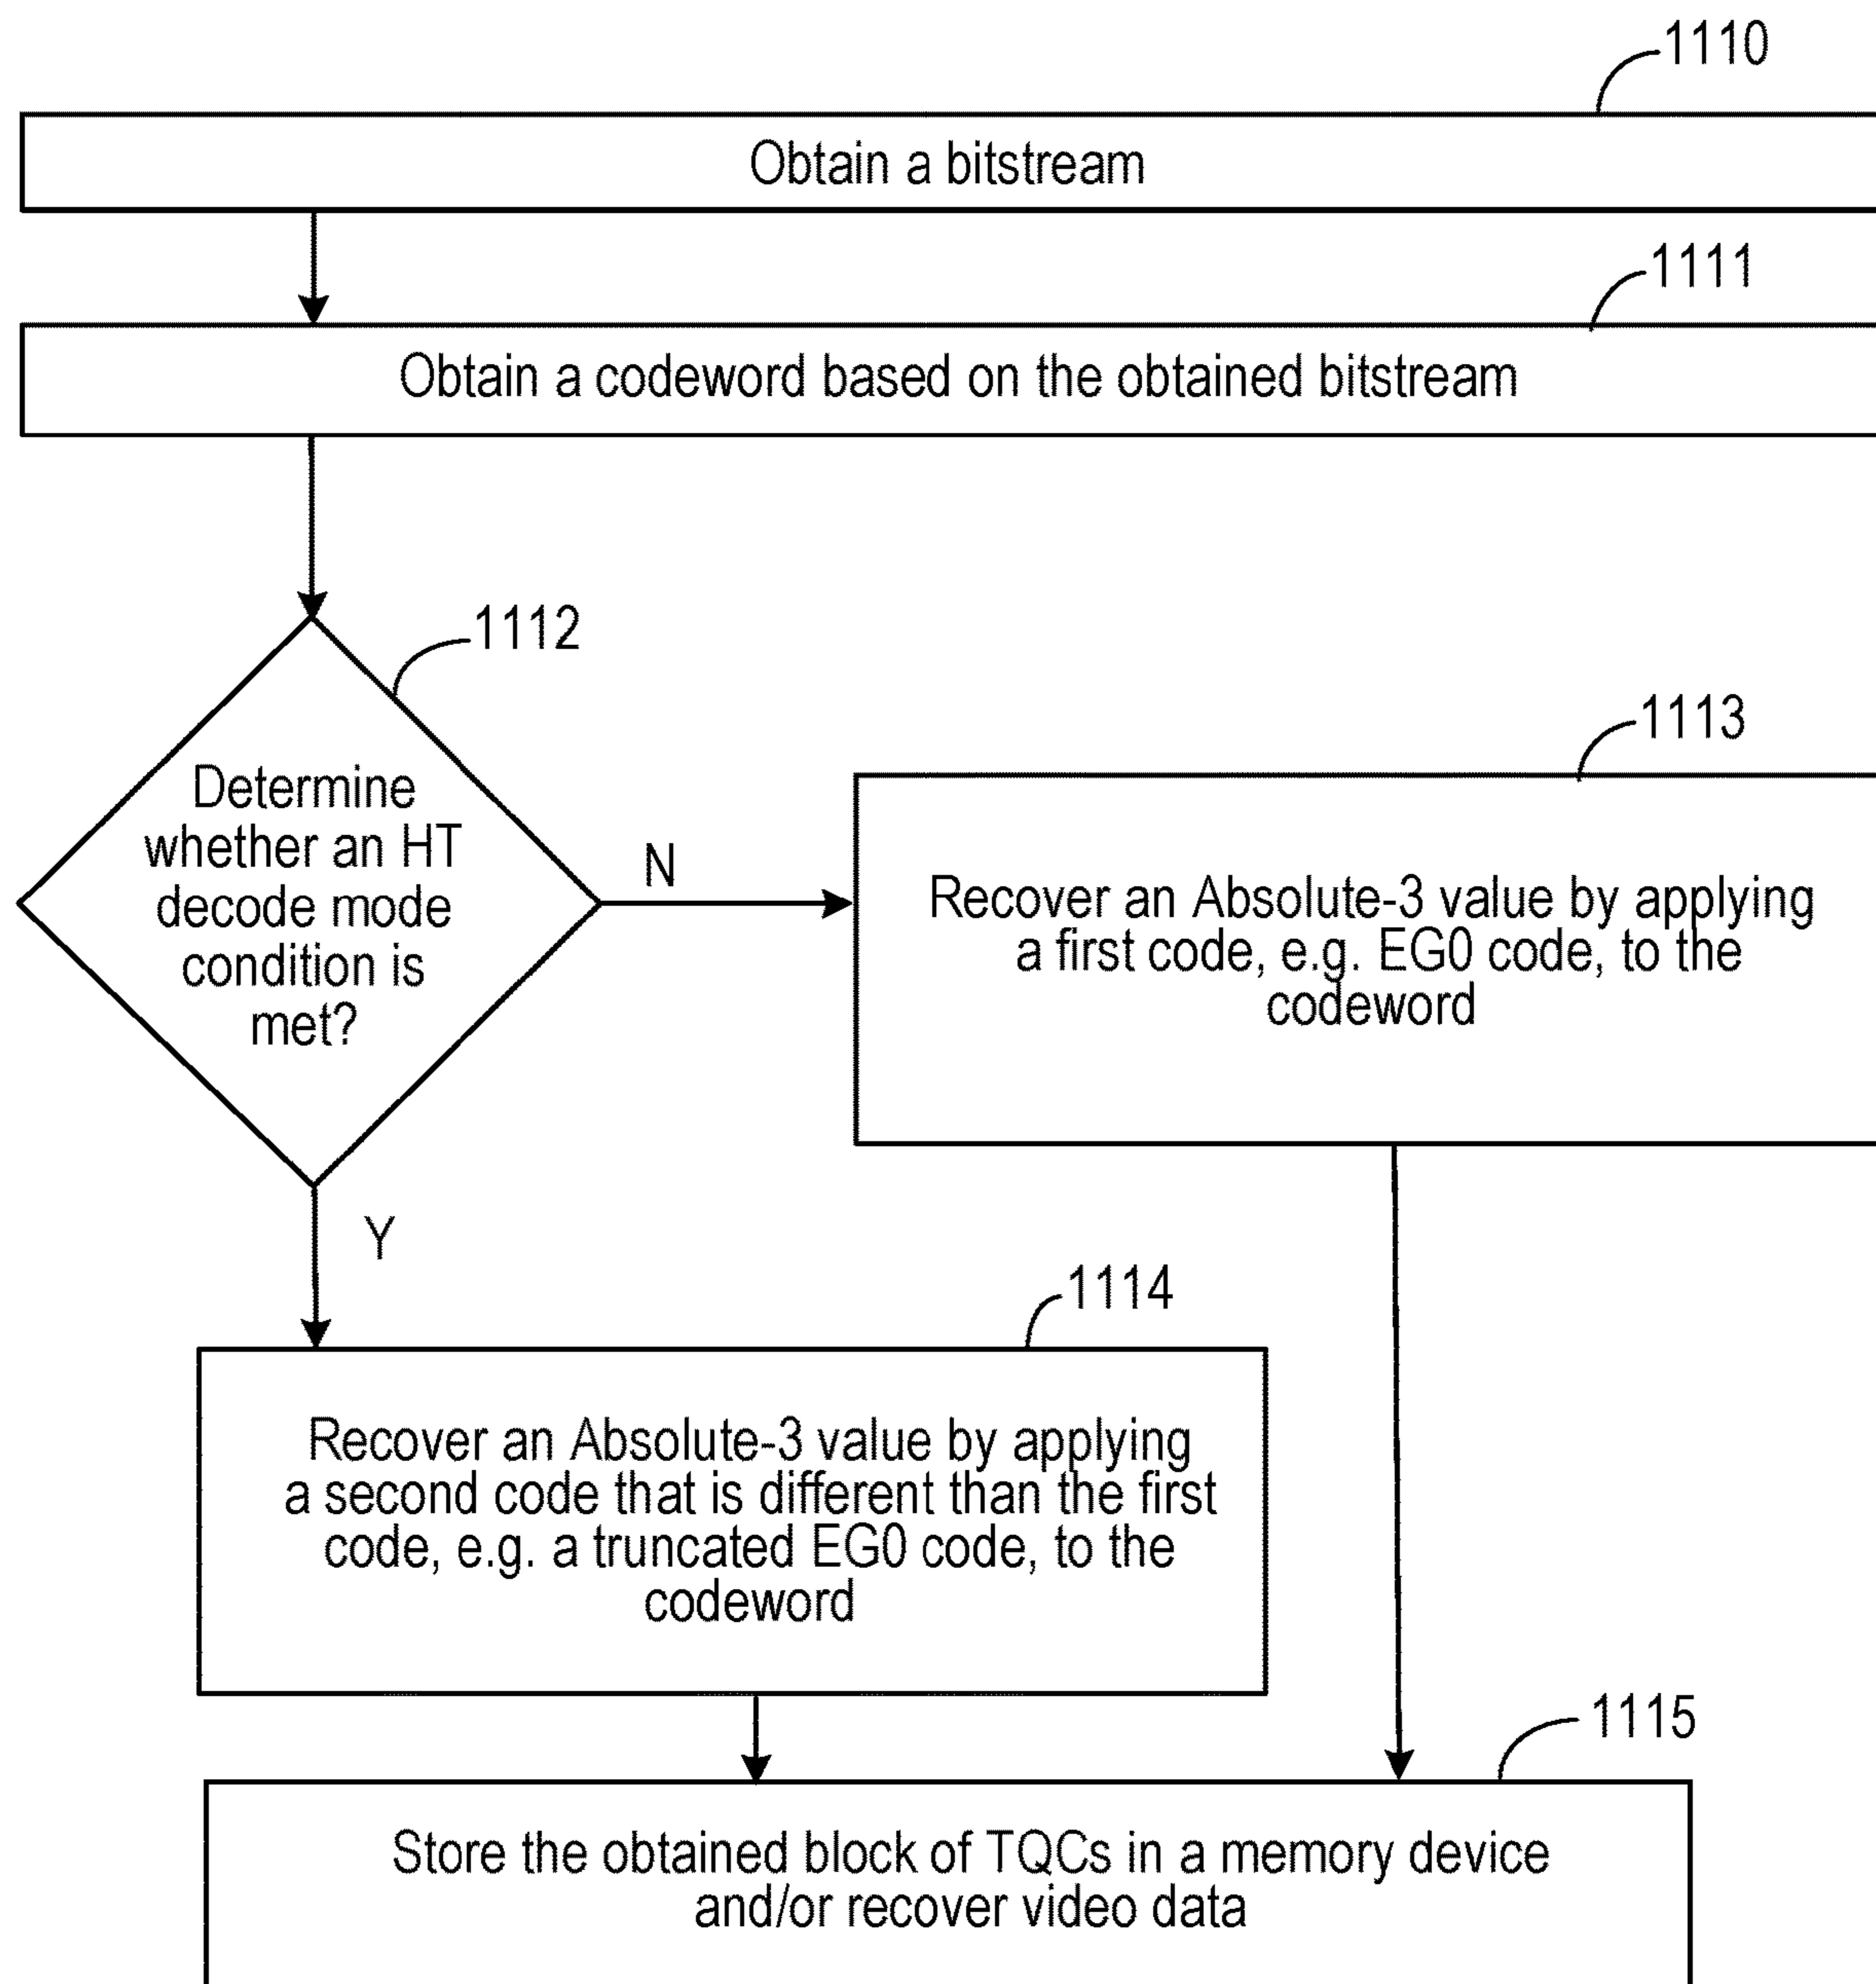 1110
Obtain a bitstream
1111
Obtain a codeword based on the obtained bitstream
1112
Determine
whether an HT
decode mode
condition is
met?
N
1113
Recover an Absolute-3 value by applying
a first code, e.g. EG0 code, to the
codeword
Y
1114
Recover an Absolute-3 value by applying
a second code that is different than the first
code, e.g. a truncated EG0 code, to the
codeword
1115
Store the obtained block of TQCs in a memory device
and/or recover video data